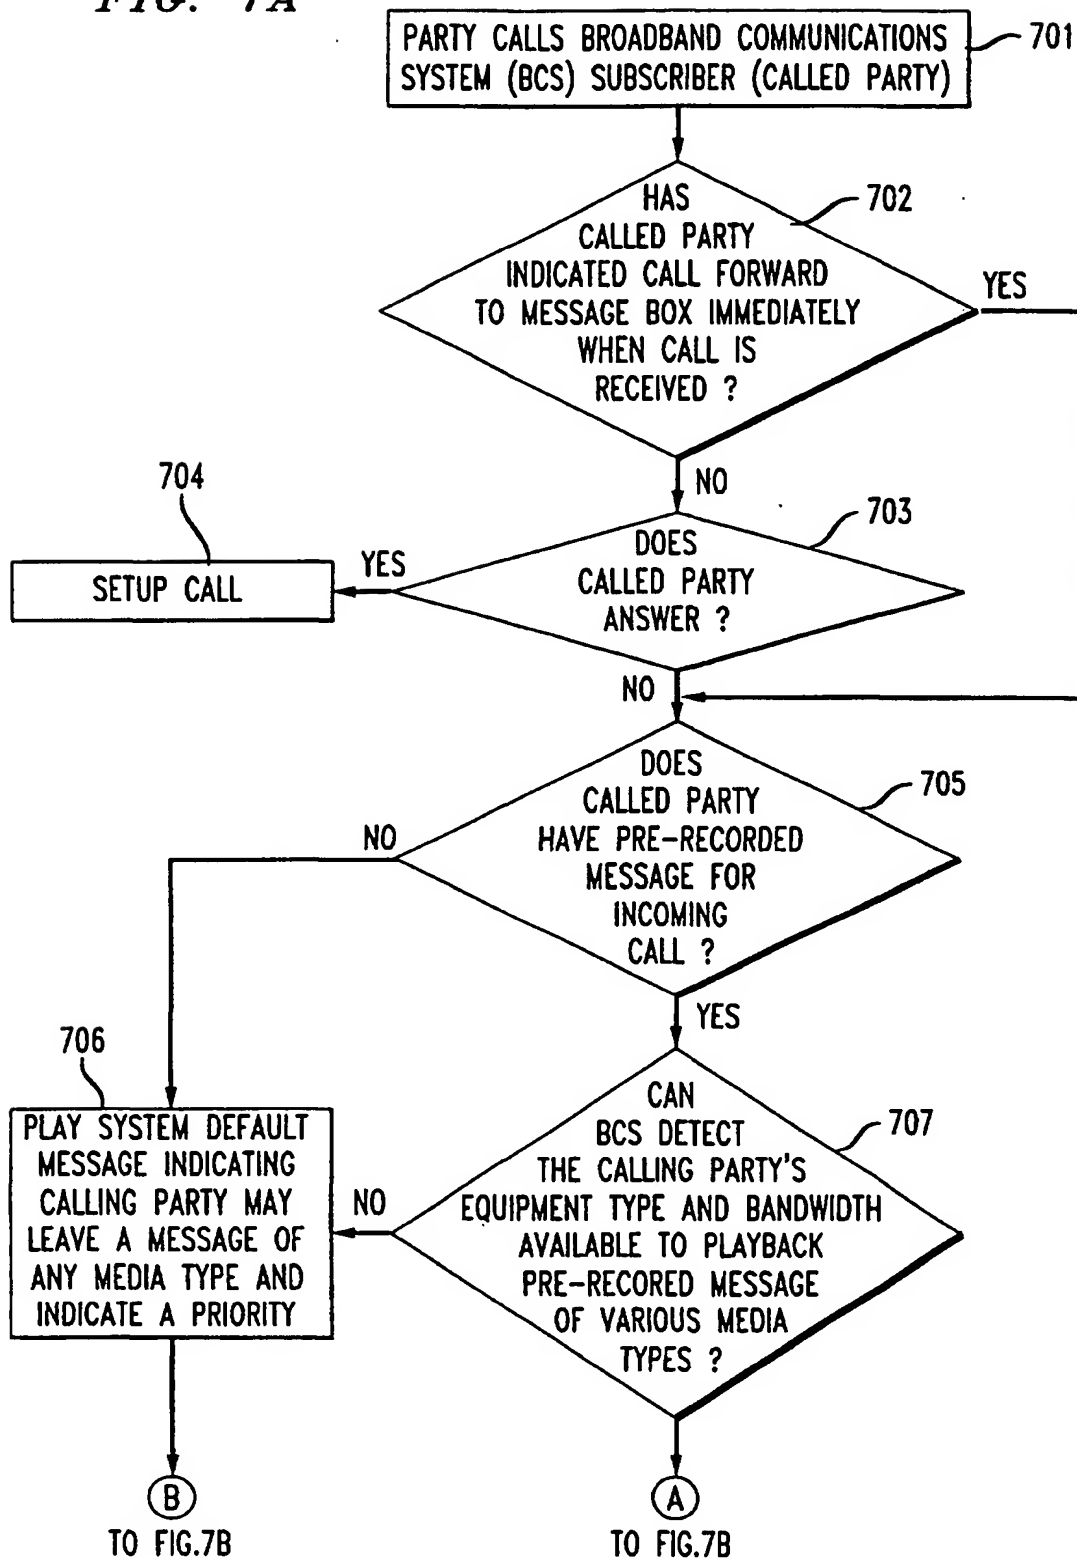 FIG. 7A
PARTY CALLS BROADBAND COMMUNICATIONS
SYSTEM (BCS) SUBSCRIBER (CALLED PARTY)
701
HAS
CALLED PARTY
INDICATED CALL FORWARD
TO MESSAGE BOX IMMEDIATELY
WHEN CALL IS
RECEIVED ?
702
YES
NO
704
SETUP CALL
YES
DOES
CALLED PARTY
ANSWER ?
703
NO
DOES
CALLED PARTY
HAVE PRE-RECORDED
MESSAGE FOR
INCOMING
CALL ?
705
NO
YES
706
PLAY SYSTEM DEFAULT
MESSAGE INDICATING
CALLING PARTY MAY
LEAVE A MESSAGE OF
ANY MEDIA TYPE AND
INDICATE A PRIORITY
NO
CAN
BCS DETECT
THE CALLING PARTY'S
EQUIPMENT TYPE AND BANDWIDTH
AVAILABLE TO PLAYBACK
PRE-RECORED MESSAGE
OF VARIOUS MEDIA
TYPES ?
707
B
TO FIG.7B
A
TO FIG.7B